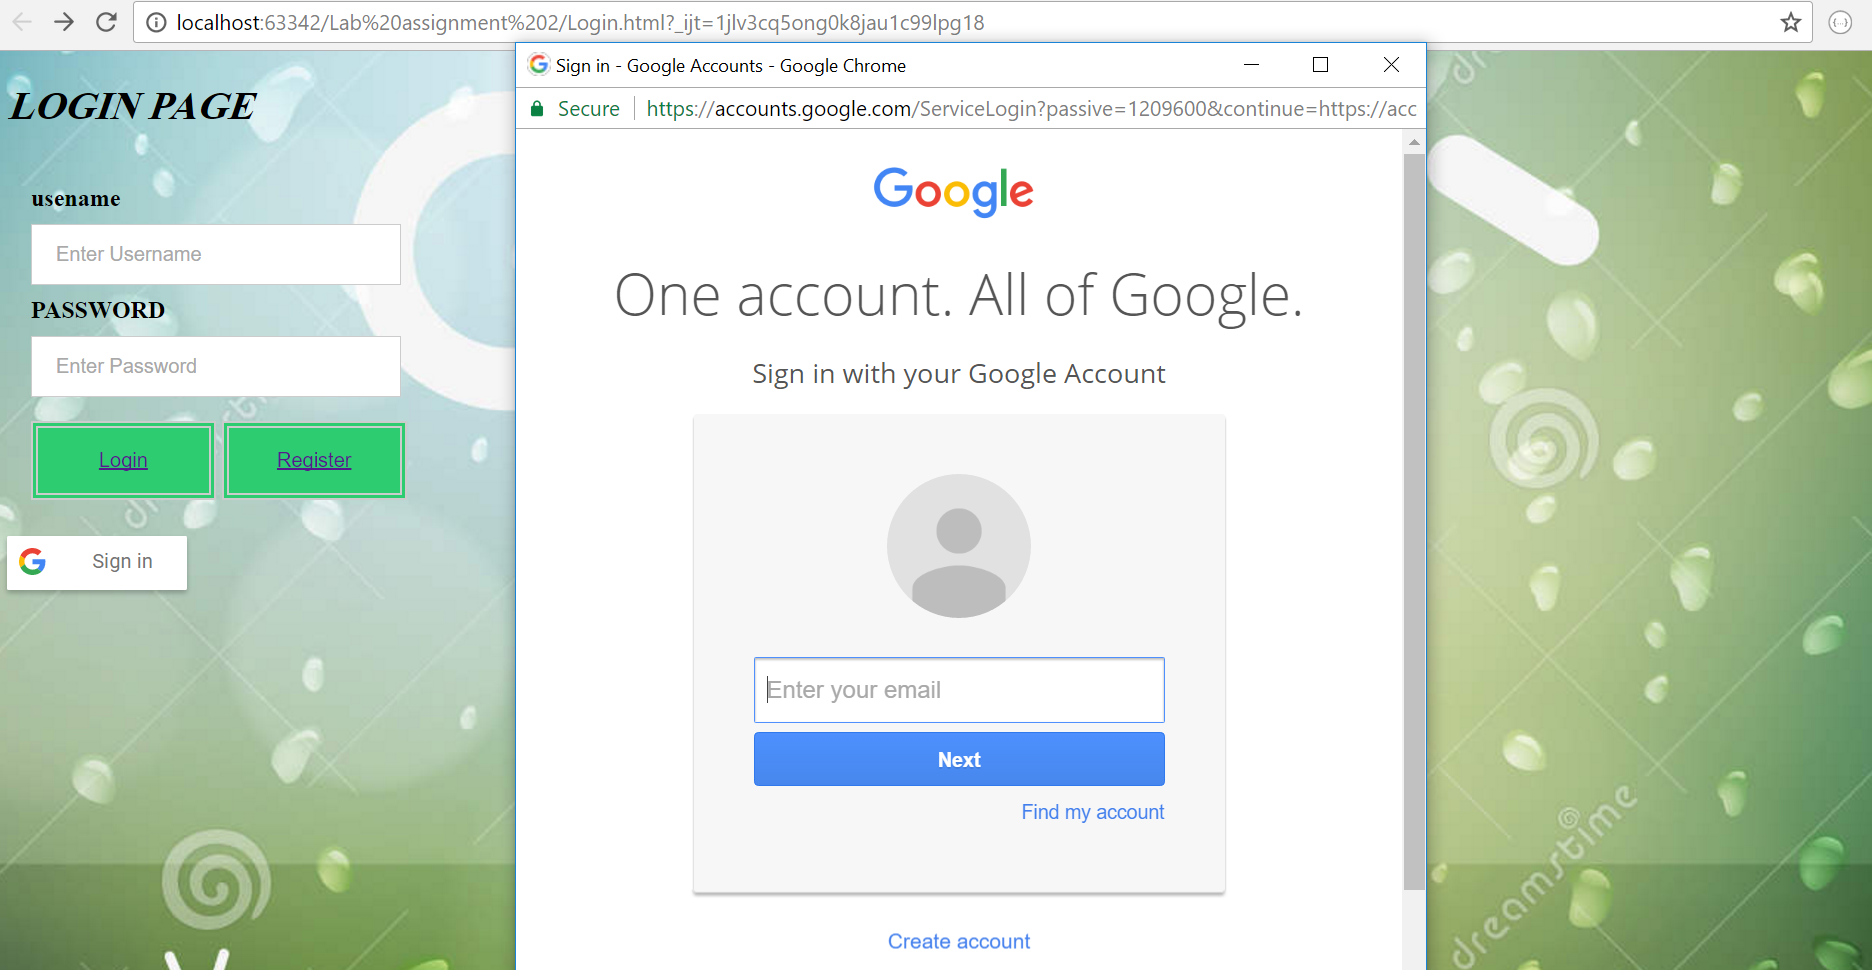 localhost:63342/Lab%20assignment%202/Login.html?_ijt=1jlv3cq5ong0k8jau1c99lpg18
LOGIN PAGE
usename
Enter Username
PASSWORD
Enter Password
Login
Register
G Sign in
Sign in - Google Accounts - Google Chrome
Secure
https://accounts.google.com/ServiceLogin?passive=1209600&continue=https://acc
Google
One account. All of Google.
Sign in with your Google Account
Enter your email
Next
Find my account
Create account
dreamstime